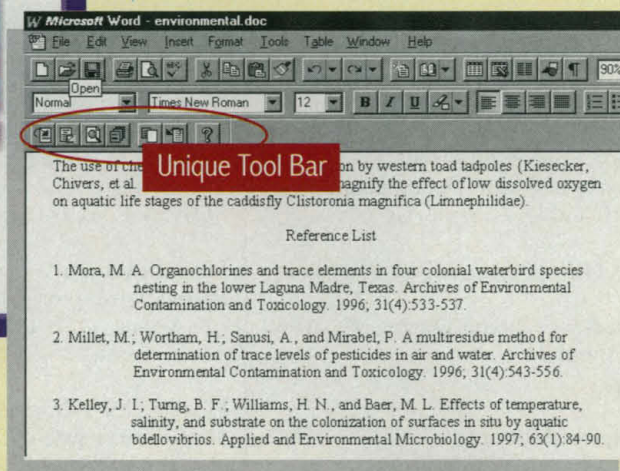 W Microsoft Word - environmental.doc
File Edit View Insert Format Tools Table Window Help
90%
Open
Normal Times New Roman 12 B I U
Unique Tool Bar
The use of on by western toad tadpoles (Kiesecker,
Chivers, et al. magnify the effect of low dissolved oxygen
on aquatic life stages of the caddisfly Clistoronia magnifica (Limnephilidae).
Reference List
1. Mora, M. A. Organochlorines and trace elements in four colonial waterbird species
nesting in the lower Laguna Madre, Texas. Archives of Environmental
Contamination and Toxicology. 1996; 31(4):533-537.
2. Millet, M.; Wortham, H.; Sanusi, A., and Mirabel, P. A multiresidue method for
determination of trace levels of pesticides in air and water. Archives of
Environmental Contamination and Toxicology. 1996; 31(4):543-556.
3. Kelley, J. I.; Turng, B. F.; Williams, H. N., and Baer, M. L. Effects of temperature,
salinity, and substrate on the colonization of surfaces in situ by aquatic
bdellovibrios. Applied and Environmental Microbiology. 1997; 63(1):84-90.